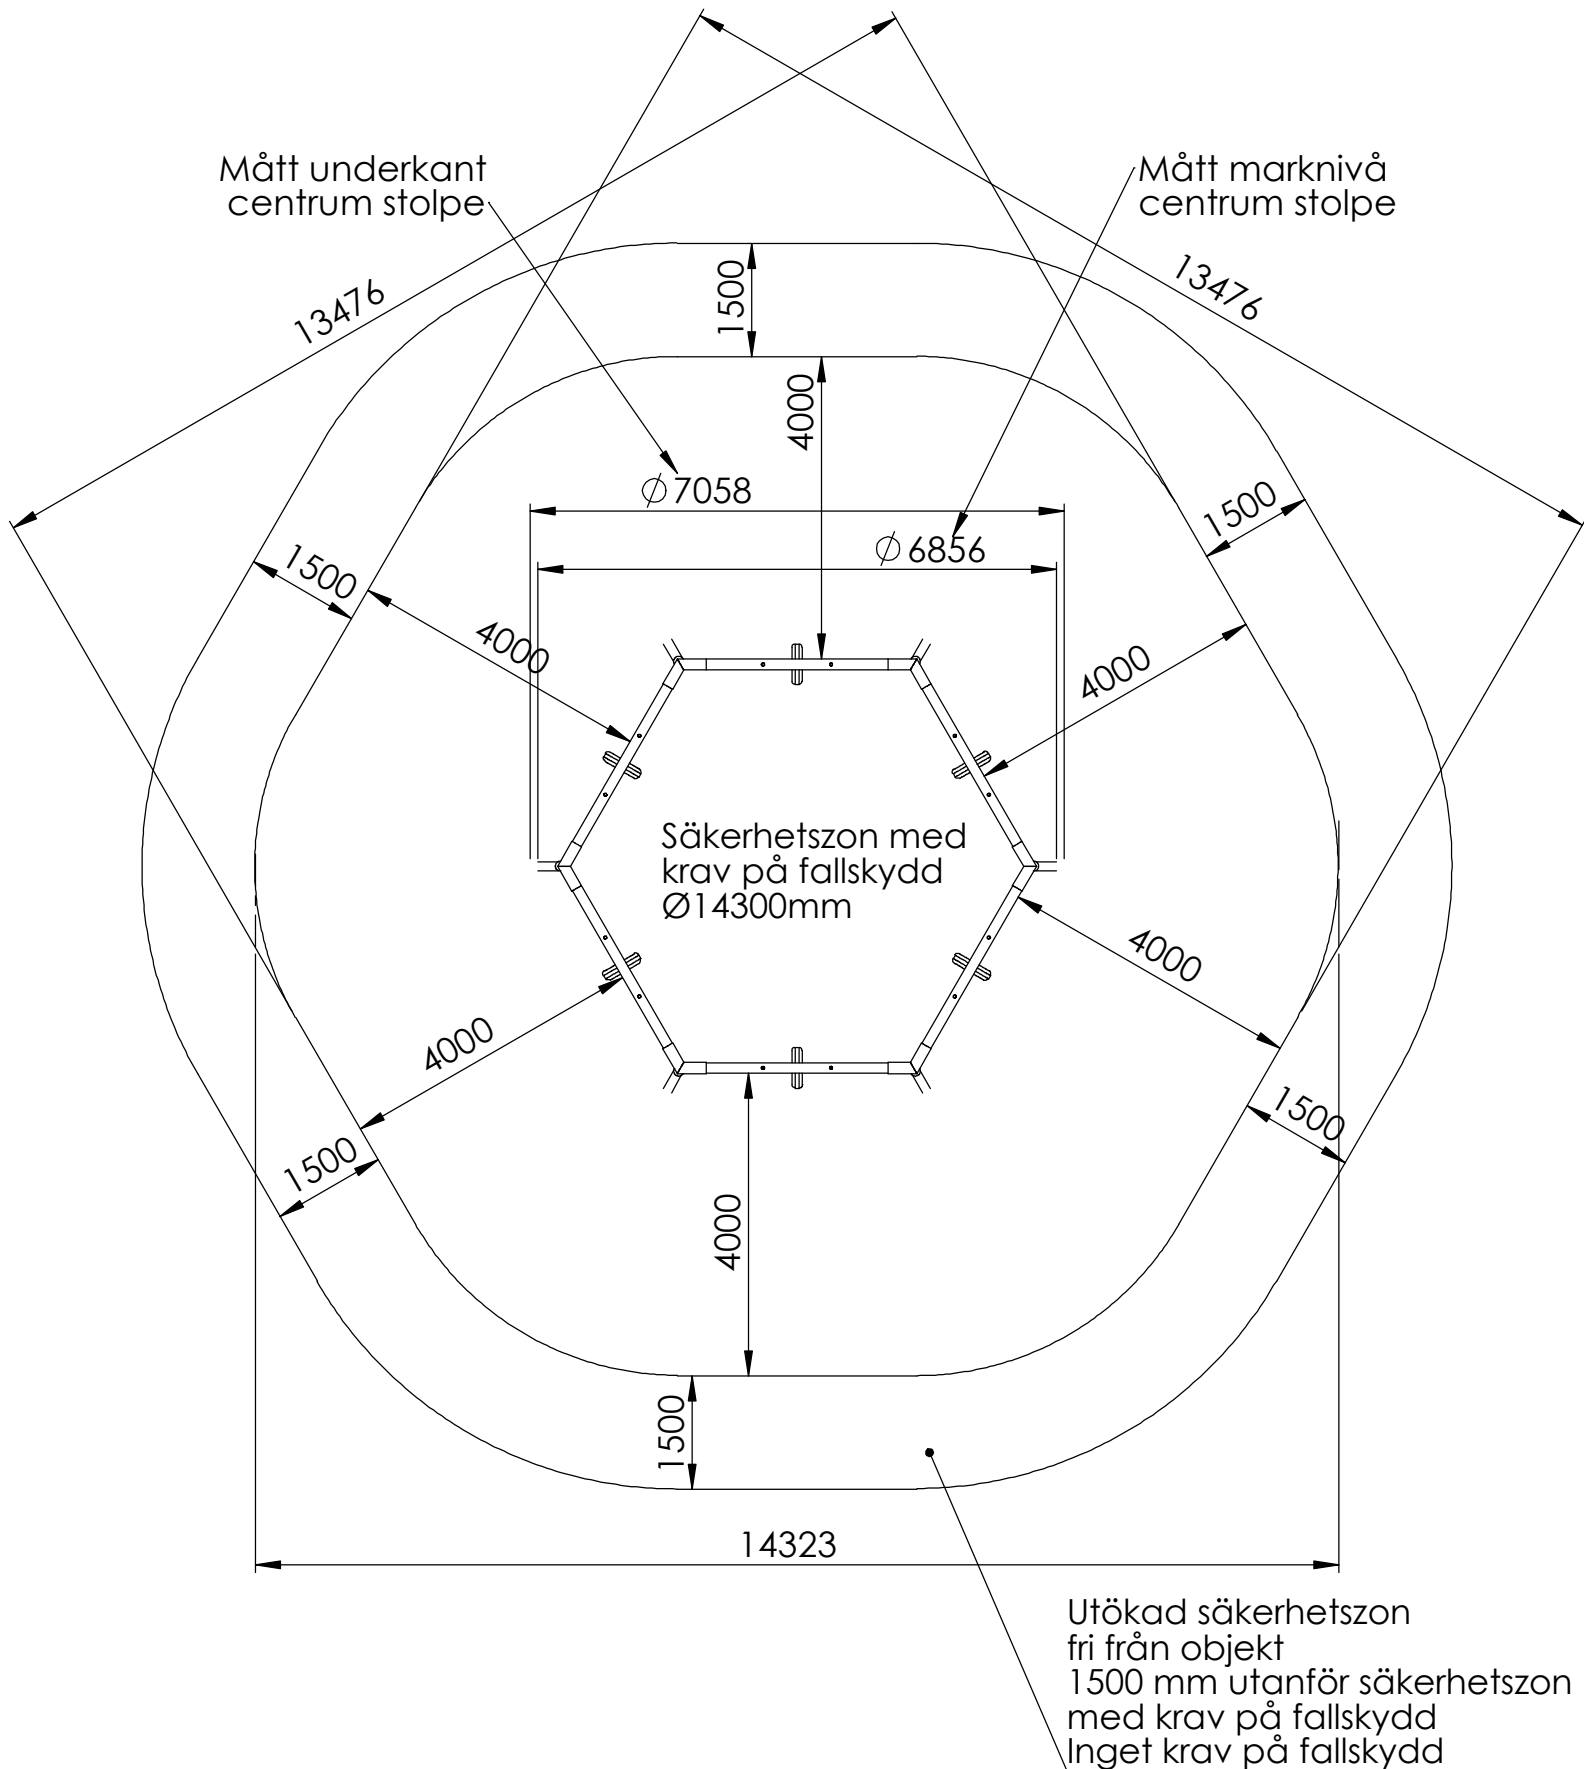 Mått underkant
centrum stolpe
Mått marknivå
centrum stolpe
13476
13476
1500
4000
Ø 7058
Ø 6856
1500
1500
4000
4000
Säkerhetszon med
krav på fallskydd
Ø14300mm
4000
4000
1500
1500
4000
1500
14323
Utökad säkerhetszon
fri från objekt
1500 mm utanför säkerhetszon
med krav på fallskydd
Inget krav på fallskydd